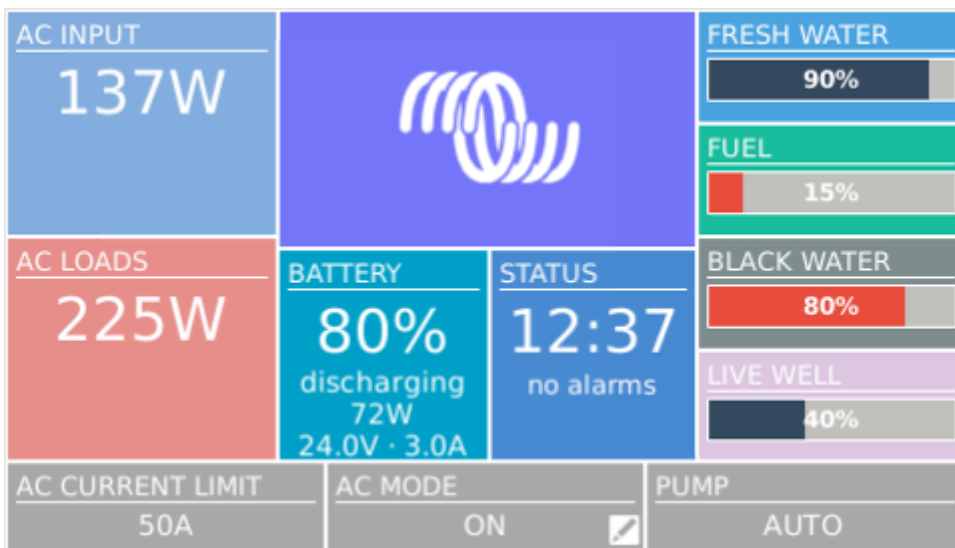 AC INPUT
137W
AC LOADS
225W
BATTERY
80%
discharging
72W
24.0V · 3.0A
STATUS
12:37
no alarms
FRESH WATER
90%
FUEL
15%
BLACK WATER
80%
LIVE WELL
40%
AC CURRENT LIMIT
50A
AC MODE
ON
PUMP
AUTO